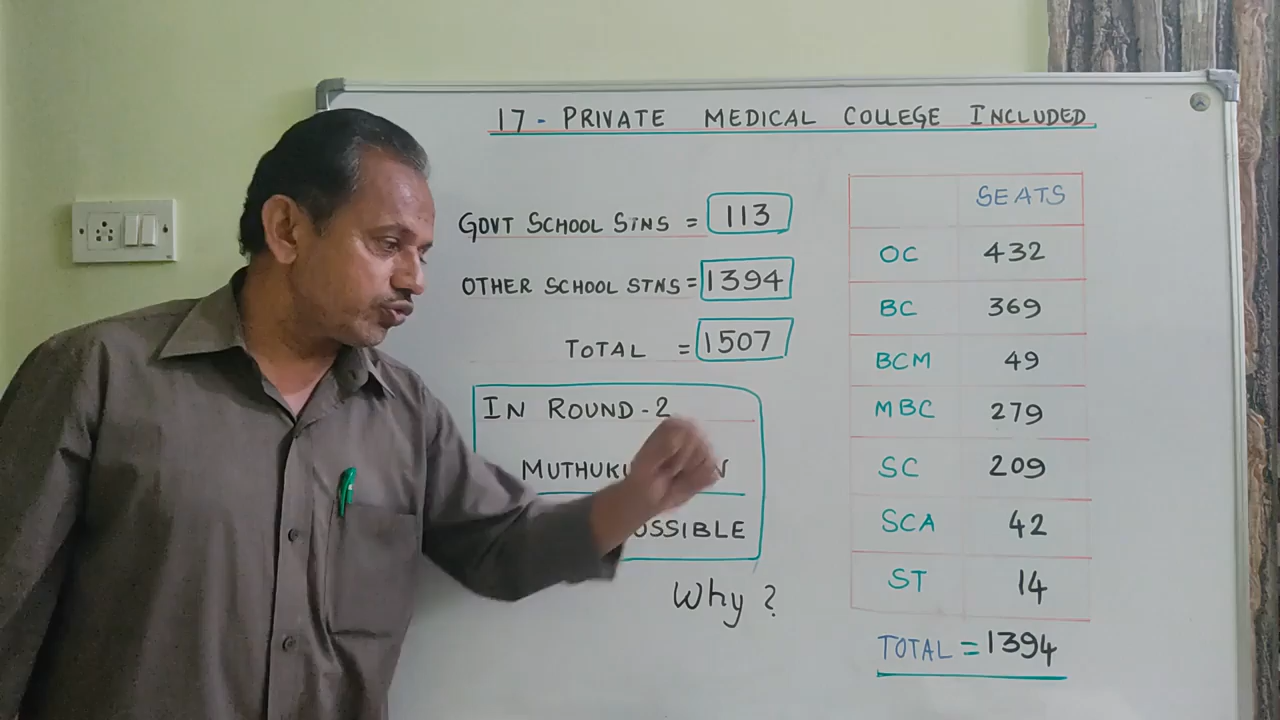 17 - PRIVATE MEDICAL COLLEGE INCLUDED
GOVT SCHOOL STNS = 113
OTHER SCHOOL STNS = 1394
TOTAL = 1507
IN ROUND - 2
Why ?
SEATS
OC 432
BC 369
BCM 49
MBC 279
SC 209
SCA 42
ST 14
TOTAL = 1394